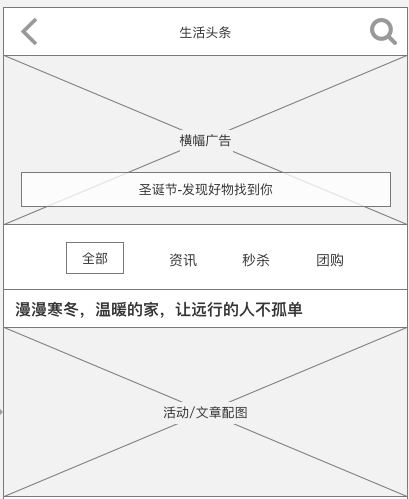 生活头条
横幅广告
圣诞节-发现好物找到你
全部 资讯 秒杀 团购
漫漫寒冬，温暖的家，让远行的人不孤单
活动/文章配图